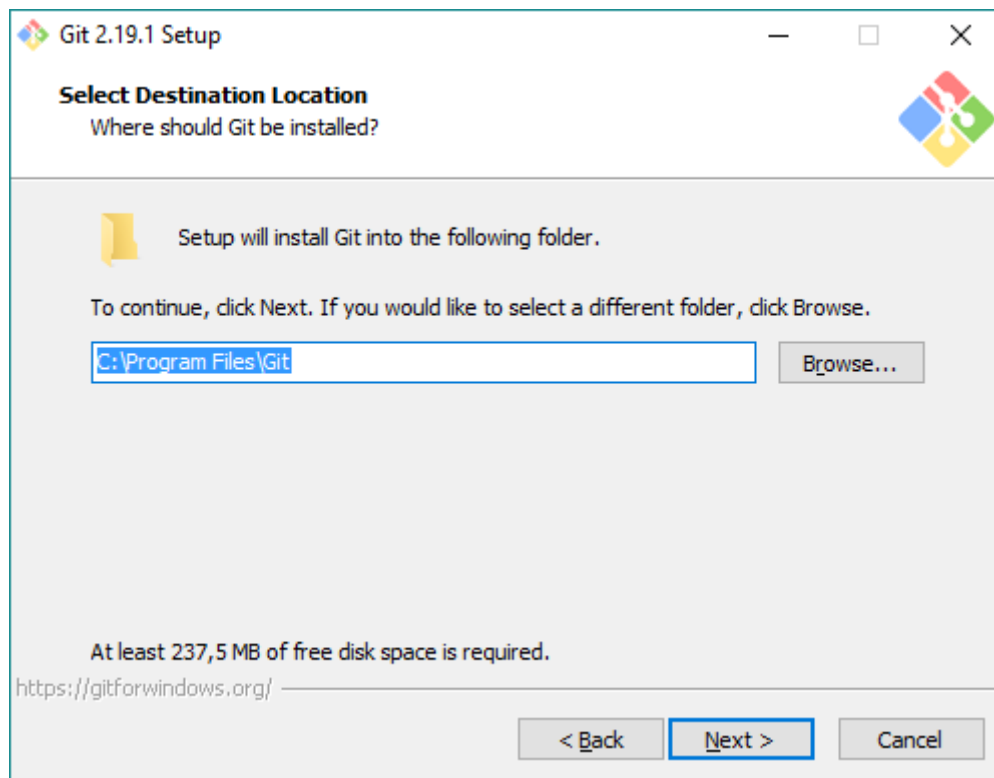 Git 2.19.1 Setup
Select Destination Location
Where should Git be installed?
Setup will install Git into the following folder.
To continue, click Next. If you would like to select a different folder, click Browse.
C:\Program Files\Git
Browse...
At least 237,5 MB of free disk space is required.
https://gitforwindows.org/
< Back
Next >
Cancel